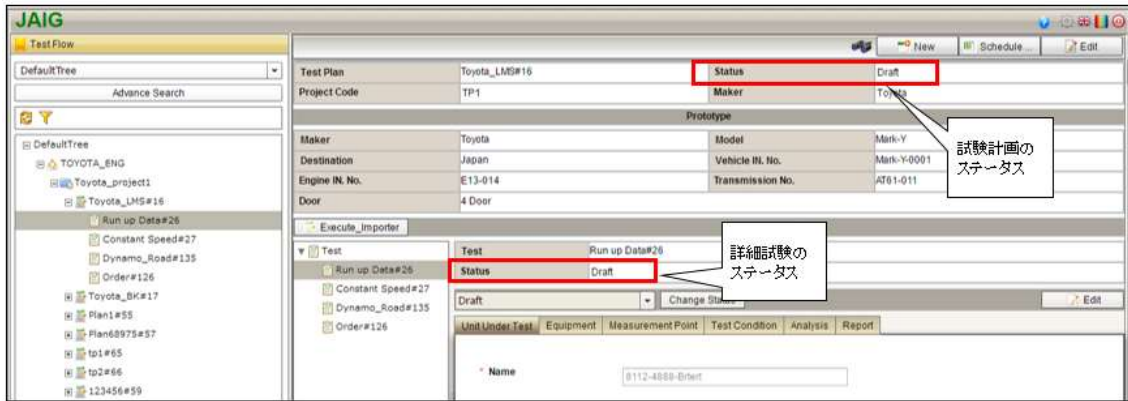 JAIG
Test Flow
New
Schedule...
Edit
DefaultTree
Advance Search
Test Plan Toyota_LMS#16 Status Draft
Project Code TP1 Maker Toyota
Prototype
Maker Toyota Model Mark-Y
Destination Japan Vehicle IN. No. Mark-Y-0001
Engine IN. No. E13-014 Transmission No. AT61-011
Door 4 Door
試験計画の
ステータス
DefaultTree
TOYOTA_ENG
Toyota_project1
Toyota_LMS#16
Run up Data#26
Constant Speed#27
Dynamo_Road#135
Order#126
Toyota_BK#17
Plan1#55
Plan68975#57
tp1#65
tp2#66
123456#59
Execute_Importer
Test
Run up Data#26
Constant Speed#27
Dynamo_Road#135
Order#126
Test Run up Data#26
Status Draft
詳細試験の
ステータス
Draft
Change
Edit
Unit Under Test Equipment Measurement Point Test Condition Analysis Report
* Name